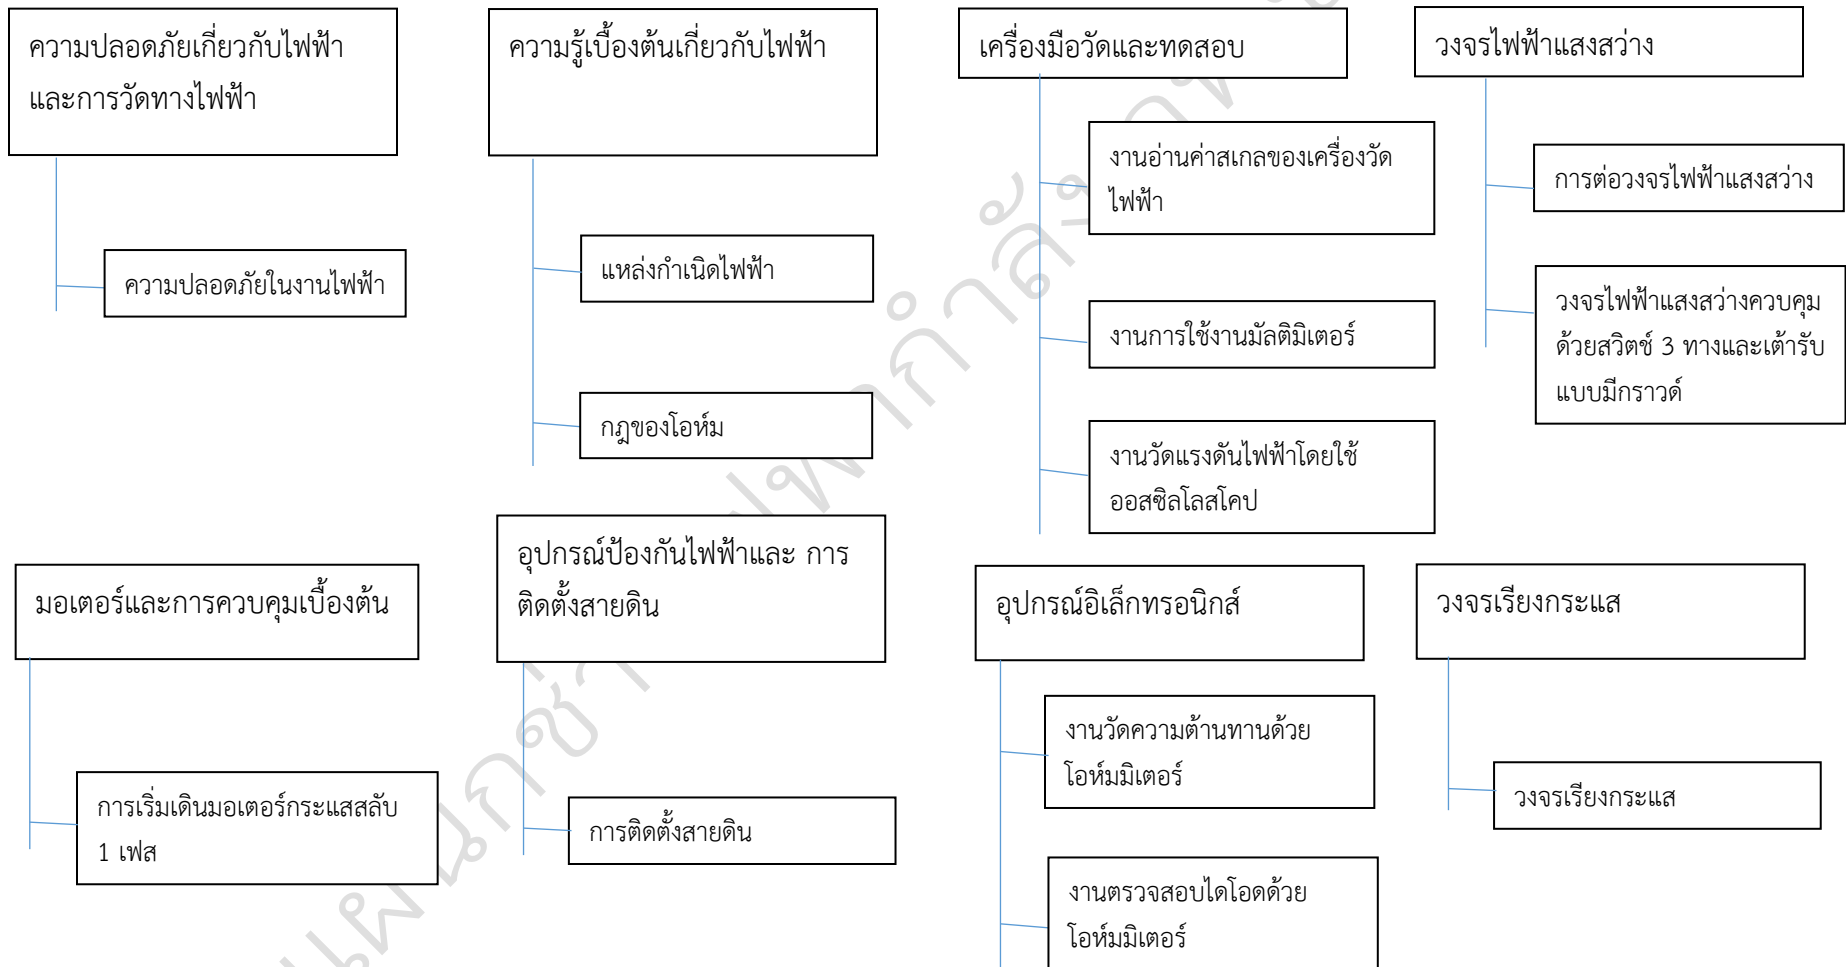 ความปลอดภัยเกี่ยวกับไฟฟ้า
และการวัดทางไฟฟ้า
ความปลอดภัยในงานไฟฟ้า
ความรู้เบื้องต้นเกี่ยวกับไฟฟ้า
แหล่งกำเนิดไฟฟ้า
กฎของโอห์ม
เครื่องมือวัดและทดสอบ
งานอ่านค่าสเกลของเครื่องวัด
ไฟฟ้า
งานการใช้งานมัลติมิเตอร์
งานวัดแรงดันไฟฟ้าโดยใช้
ออสซิลโลสโคป
วงจรไฟฟ้าแสงสว่าง
การต่อวงจรไฟฟ้าแสงสว่าง
วงจรไฟฟ้าแสงสว่างควบคุม
ด้วยสวิตช์ 3 ทางและเต้ารับ
แบบมีกราวด์
มอเตอร์และการควบคุมเบื้องต้น
การเริ่มเดินมอเตอร์กระแสสลับ
1 เฟส
อุปกรณ์ป้องกันไฟฟ้าและ การ
ติดตั้งสายดิน
การติดตั้งสายดิน
อุปกรณ์อิเล็กทรอนิกส์
งานวัดความต้านทานด้วย
โอห์มมิเตอร์
งานตรวจสอบไดโอดด้วย
โอห์มมิเตอร์
วงจรเรียงกระแส
วงจรเรียงกระแส